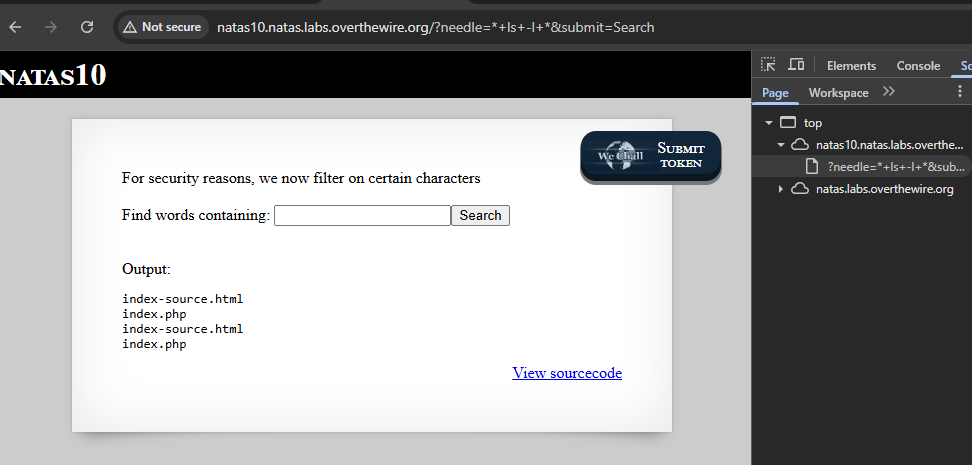 Not secure natas10.natas.labs.overthewire.org/?needle=*+ls+-l+*&submit=Search
NATAS10
Elements Console So
Page Workspace
top
natas10.natas.labs.overthe...
?needle=*+ls+-l+*&sub...
natas.labs.overthewire.org
We Chall
SUBMIT
TOKEN
For security reasons, we now filter on certain characters
Find words containing: Search
Output:
index-source.html
index.php
index-source.html
index.php
View sourcecode